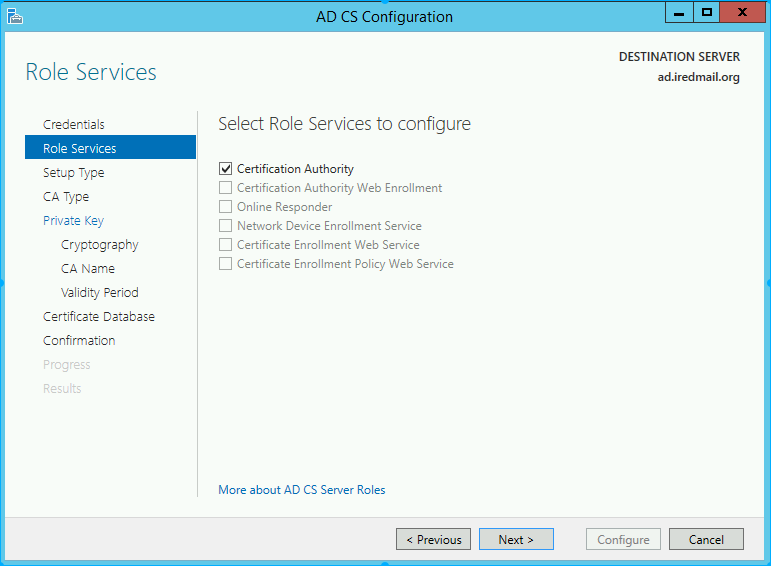 AD CS Configuration
Role Services
DESTINATION SERVER
ad.iredmail.org
Credentials
Role Services
Setup Type
CA Type
Private Key
Cryptography
CA Name
Validity Period
Certificate Database
Confirmation
Progress
Results
Select Role Services to configure
Certification Authority
Certification Authority Web Enrollment
Online Responder
Network Device Enrollment Service
Certificate Enrollment Web Service
Certificate Enrollment Policy Web Service
More about AD CS Server Roles
< Previous
Next >
Configure
Cancel